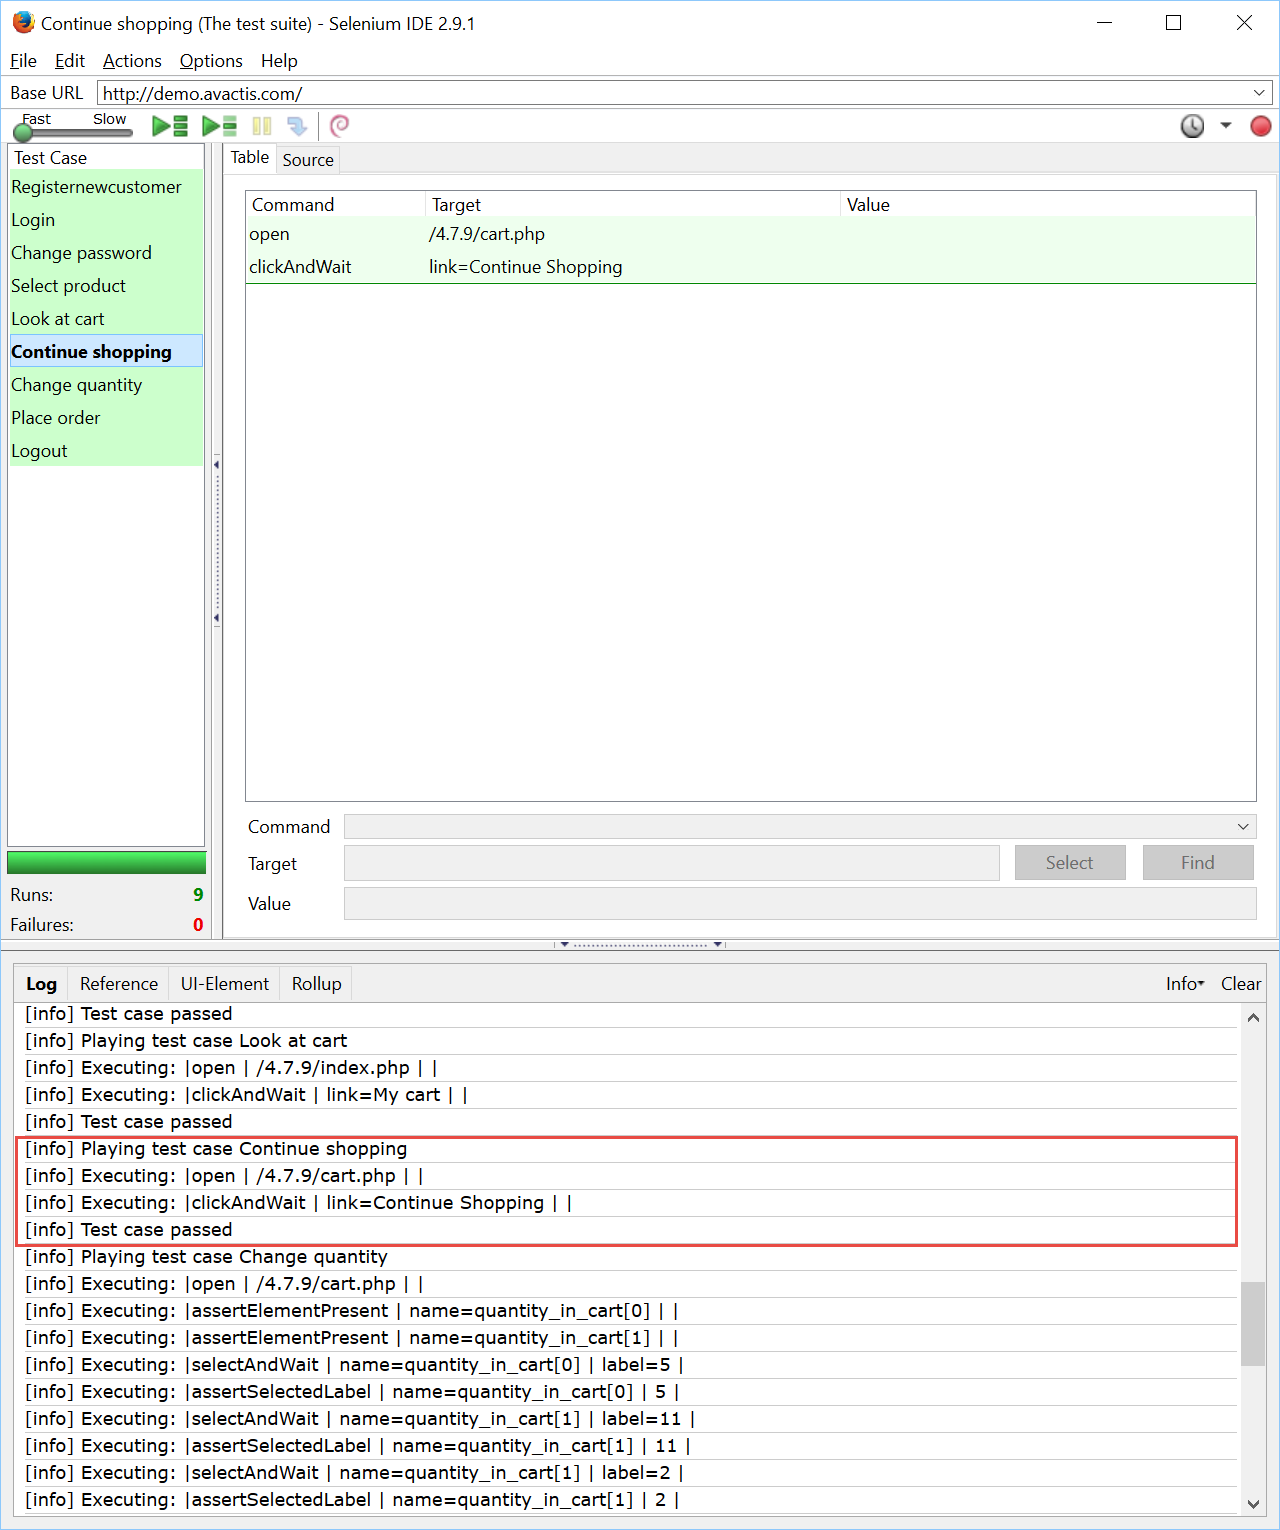 Continue shopping (The test suite) - Selenium IDE 2.9.1
File Edit Actions Options Help
Base URL http://demo.avactis.com/
Fast Slow
Test Case
Registernewcustomer
Login
Change password
Select product
Look at cart
Continue shopping
Change quantity
Place order
Logout
Runs: 9
Failures: 0
Table Source
Command Target Value
open /4.7.9/cart.php
clickAndWait link=Continue Shopping
Command
Target Select Find
Value
Log Reference UI-Element Rollup Info Clear
[info] Test case passed
[info] Playing test case Look at cart
[info] Executing: |open | /4.7.9/index.php | |
[info] Executing: |clickAndWait | link=My cart | |
[info] Test case passed
[info] Playing test case Continue shopping
[info] Executing: |open | /4.7.9/cart.php | |
[info] Executing: |clickAndWait | link=Continue Shopping | |
[info] Test case passed
[info] Playing test case Change quantity
[info] Executing: |open | /4.7.9/cart.php | |
[info] Executing: |assertElementPresent | name=quantity_in_cart[0] | |
[info] Executing: |assertElementPresent | name=quantity_in_cart[1] | |
[info] Executing: |selectAndWait | name=quantity_in_cart[0] | label=5 |
[info] Executing: |assertSelectedLabel | name=quantity_in_cart[0] | 5 |
[info] Executing: |selectAndWait | name=quantity_in_cart[1] | label=11 |
[info] Executing: |assertSelectedLabel | name=quantity_in_cart[1] | 11 |
[info] Executing: |selectAndWait | name=quantity_in_cart[1] | label=2 |
[info] Executing: |assertSelectedLabel | name=quantity_in_cart[1] | 2 |